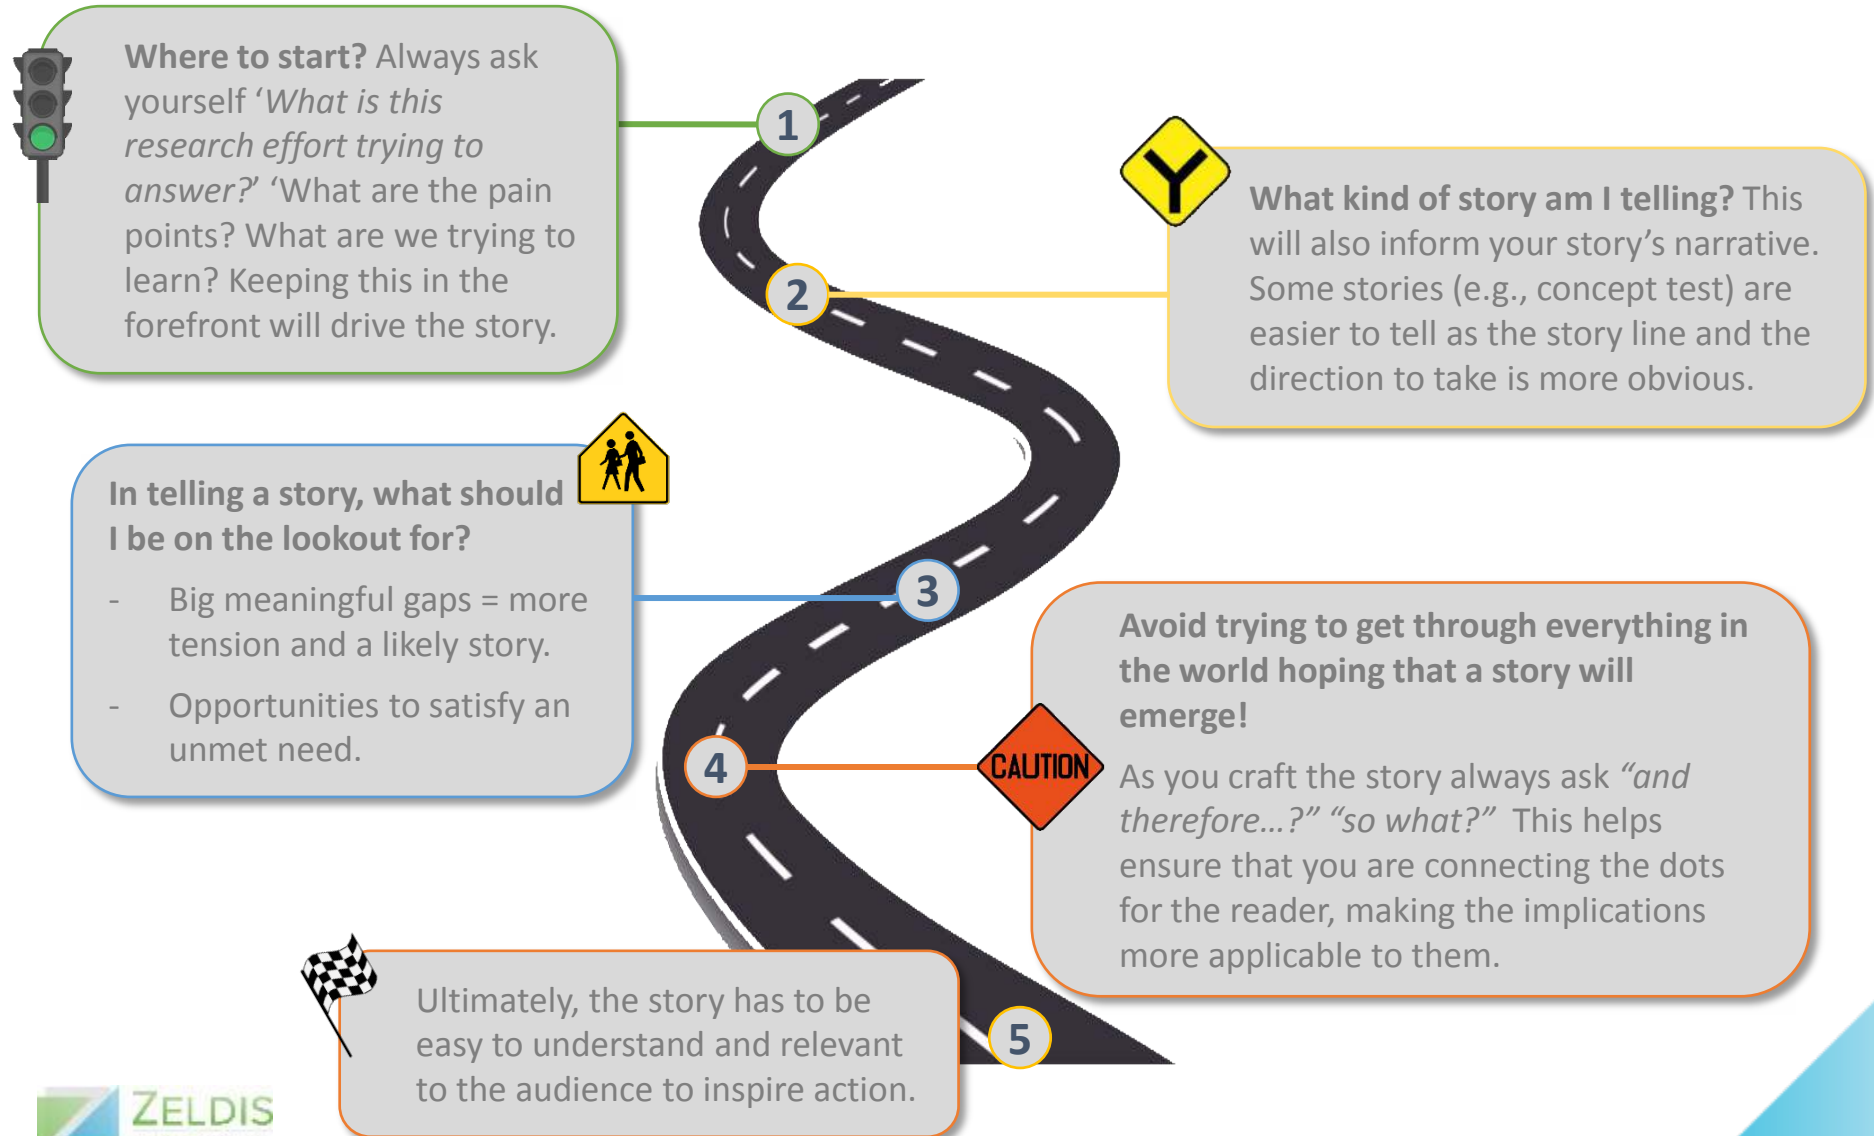 Where to start? Always ask
yourself ‘What is this
research effort trying to
answer?’ ‘What are the pain
points? What are we trying to
learn? Keeping this in the
forefront will drive the story.
1
What kind of story am I telling? This
will also inform your story’s narrative.
Some stories (e.g., concept test) are
easier to tell as the story line and the
direction to take is more obvious.
2
In telling a story, what should
I be on the lookout for?
- Big meaningful gaps = more
tension and a likely story.
- Opportunities to satisfy an
unmet need.
3
Avoid trying to get through everything in
the world hoping that a story will
emerge!
CAUTION
As you craft the story always ask “and
therefore…?” “so what?” This helps
ensure that you are connecting the dots
for the reader, making the implications
more applicable to them.
4
Ultimately, the story has to be
easy to understand and relevant
to the audience to inspire action.
5
ZELDIS